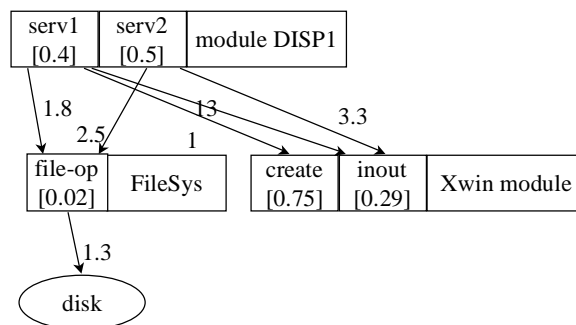 serv1 serv2 module DISP1
[0.4] [0.5]
1.8 13 3.3
2.5 1
file-op FileSys create inout Xwin module
[0.02] [0.75] [0.29]
1.3
disk